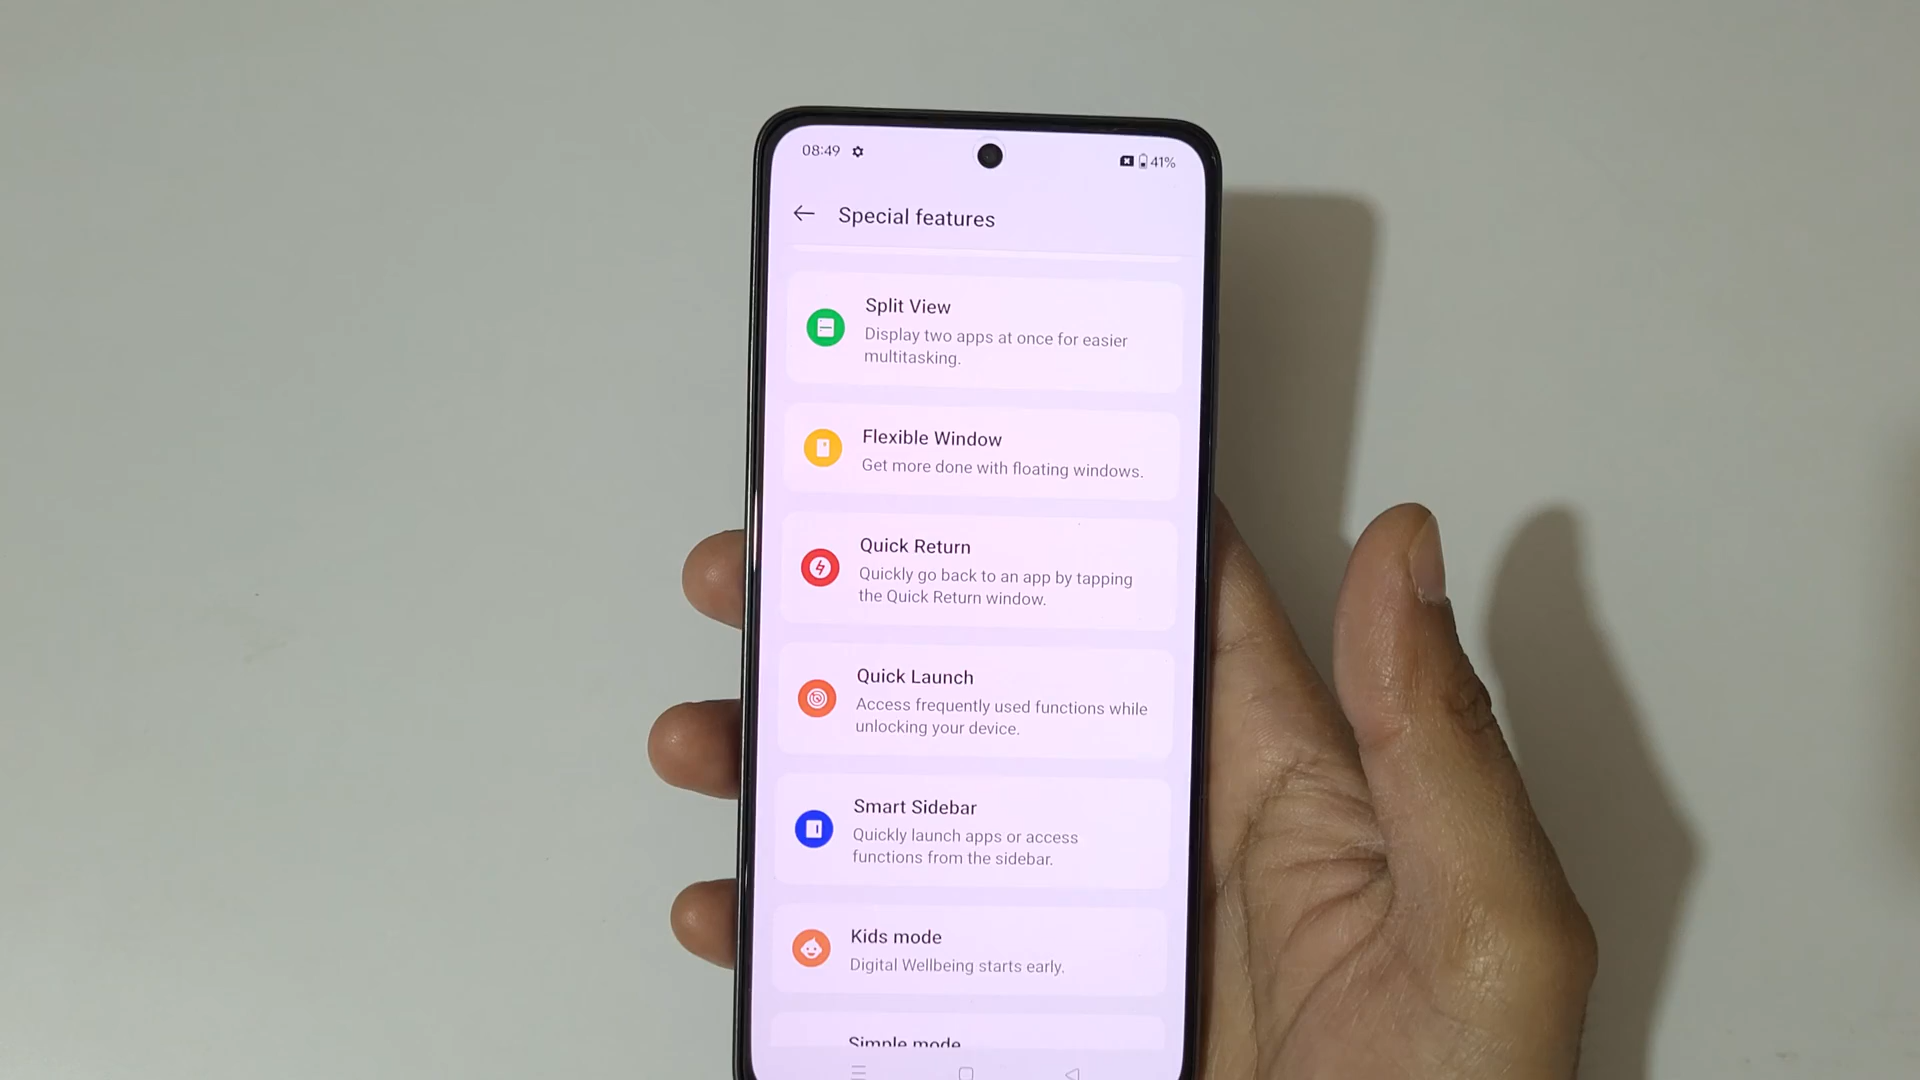 08:49
41%
Special features
Split View
Display two apps at once for easier
multitasking.
Flexible Window
Get more done with floating windows.
Quick Return
Quickly go back to an app by tapping
the Quick Return window.
Quick Launch
Access frequently used functions while
unlocking your device.
Smart Sidebar
Quickly launch apps or access
functions from the sidebar.
Kids mode
Digital Wellbeing starts early.
Simple mode